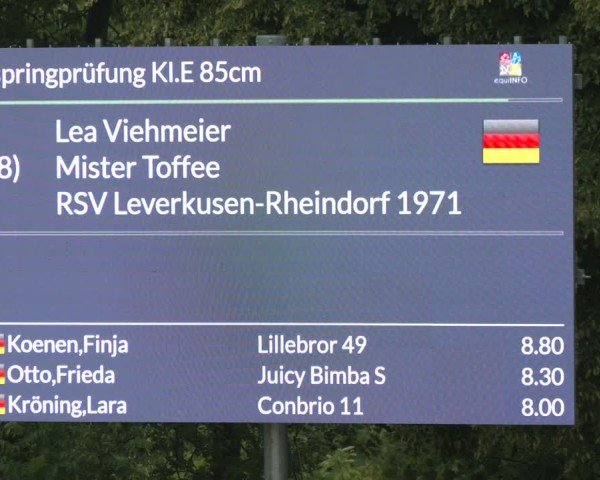 springprüfung Kl.E 85cm
equiINFO
Lea Viehmeier
8) Mister Toffee
RSV Leverkusen-Rheindorf 1971
Koenen,Finja Lillebror 49 8.80
Otto,Frieda Juicy Bimba S 8.30
Kröning,Lara Conbrio 11 8.00